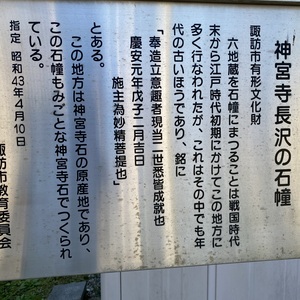 神宮寺長沢の石幢
諏訪市有形文化財
六地蔵を石幢にまつることは戦国時代
末から江戸時代初期にかけてこの地方に
多く行なわれたが、これはその中でも年
代の古いほうであり、銘に
「奉造立意趣者現当二世悉皆成就也
慶安元年戊子二月吉日
施主為妙精菩提也」
とある。
この地方は神宮寺石の原産地であり、
この石幢もみごとな神宮寺石でつくられ
ている。
指定 昭和43年4月10日
諏訪市教育委員会